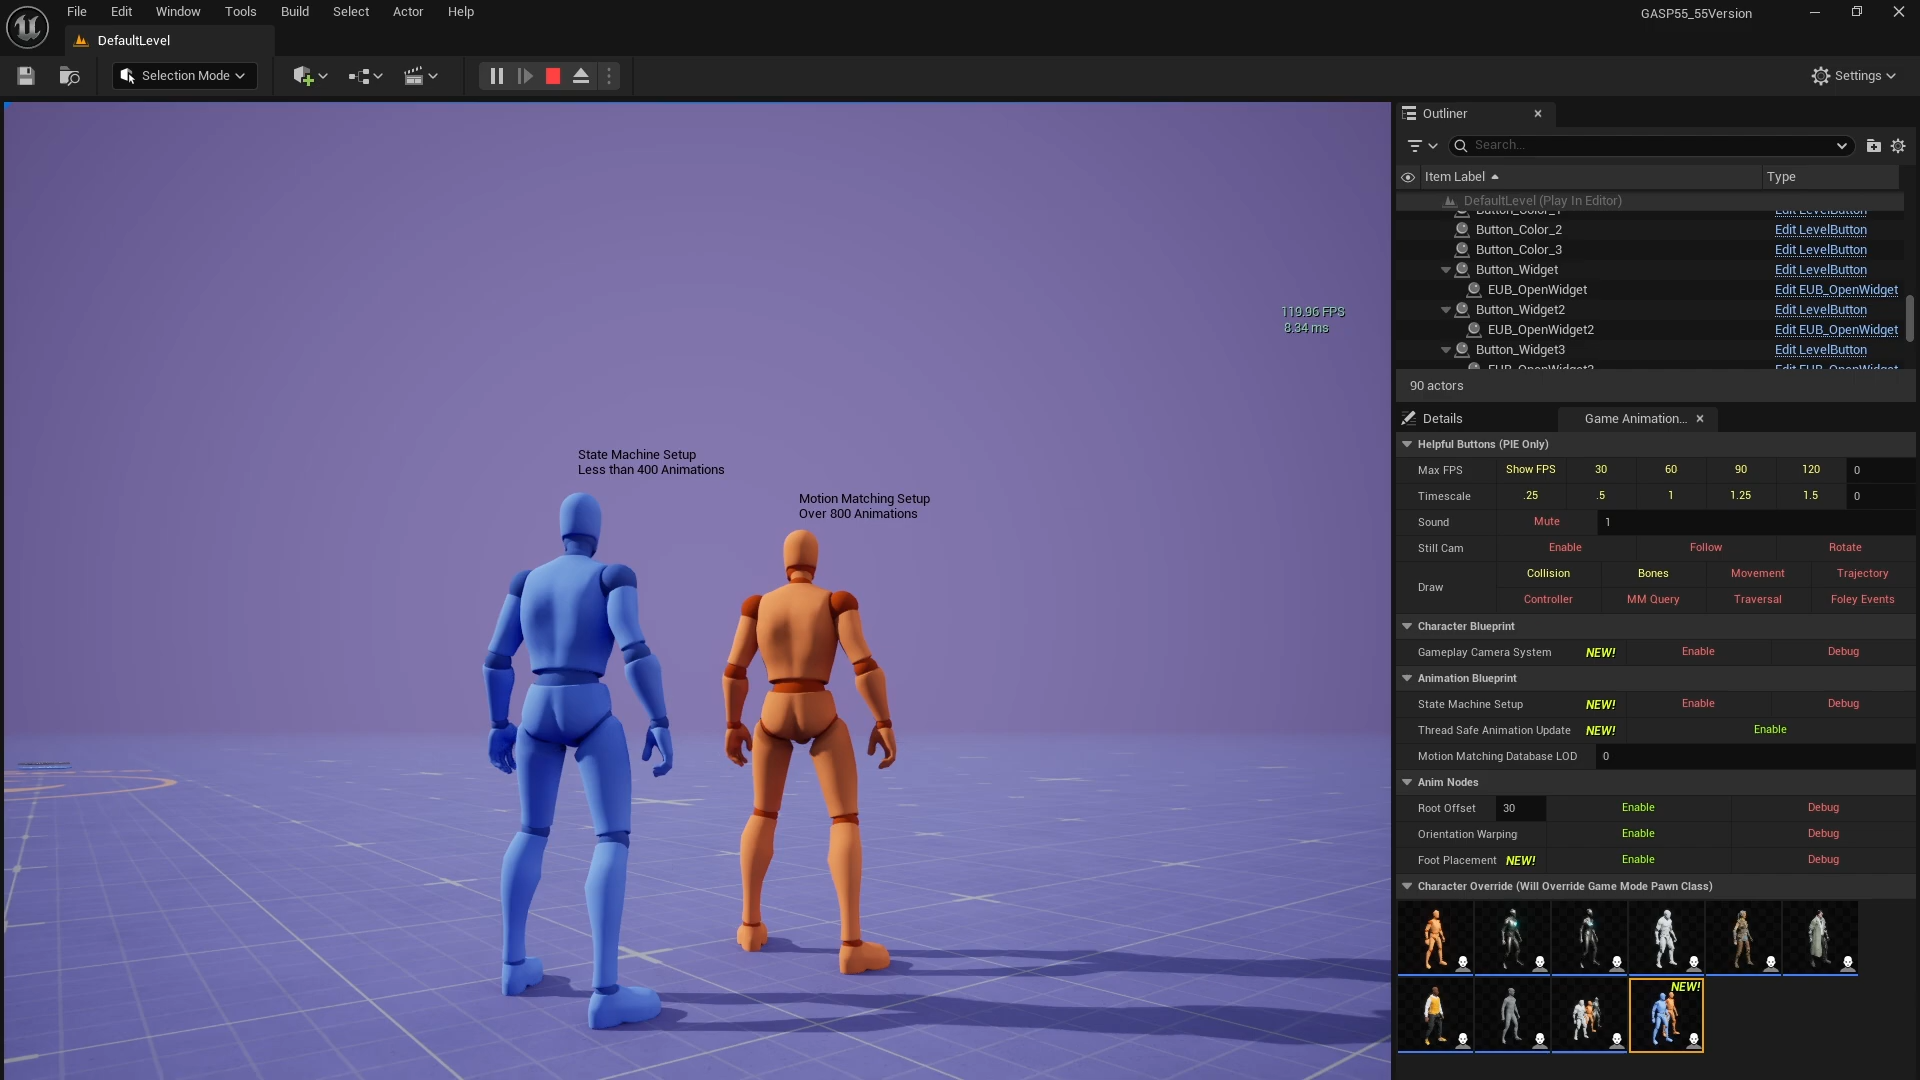 File Edit Window Tools Build Select Actor Help
GASP55_55Version
DefaultLevel
Selection Mode
Settings
Outliner
Search...
Item Label
Type
DefaultLevel (Play In Editor)
Button_Color_1 Edit LevelButton
Button_Color_2 Edit LevelButton
Button_Color_3 Edit LevelButton
Button_Widget Edit LevelButton
EUB_OpenWidget Edit EUB_OpenWidget
Button_Widget2 Edit LevelButton
EUB_OpenWidget2 Edit EUB_OpenWidget
Button_Widget3 Edit LevelButton
EUB_OpenWidget3 Edit EUB_OpenWidget
90 actors
119.96 FPS
8.34 ms
State Machine Setup
Less than 400 Animations
Motion Matching Setup
Over 800 Animations
Details
Game Animation...
Helpful Buttons (PIE Only)
Max FPS Show FPS 30 60 90 120 0
Timescale .25 .5 1 1.25 1.5 0
Sound Mute 1
Still Cam Enable Follow Rotate
Draw
Collision Bones Movement Trajectory
Controller MM Query Traversal Foley Events
Character Blueprint
Gameplay Camera System NEW! Enable Debug
Animation Blueprint
State Machine Setup NEW! Enable Debug
Thread Safe Animation Update NEW! Enable
Motion Matching Database LOD 0
Anim Nodes
Root Offset 30 Enable Debug
Orientation Warping Enable Debug
Foot Placement NEW! Enable Debug
Character Override (Will Override Game Mode Pawn Class)
NEW!